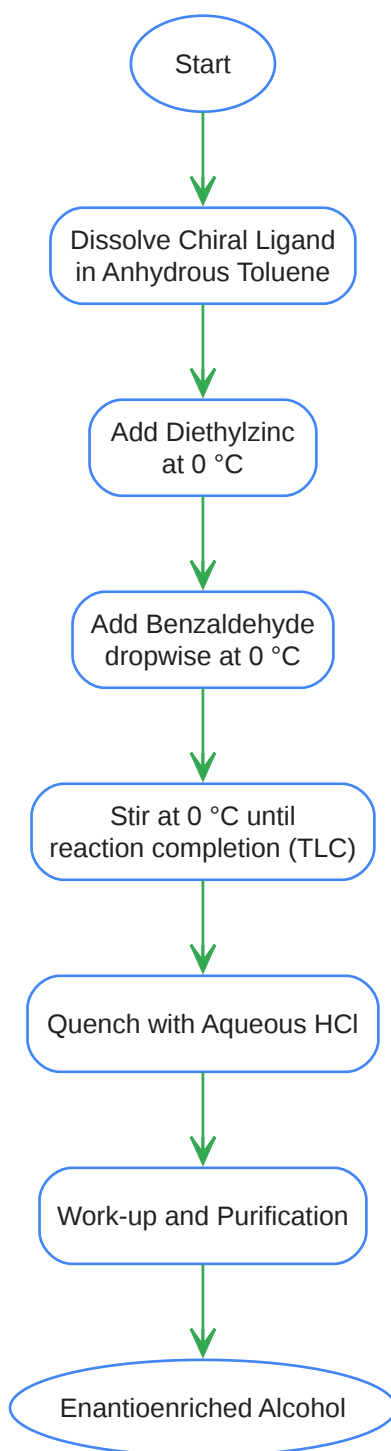 Start
Dissolve Chiral Ligand
in Anhydrous Toluene
Add Diethylzinc
at 0 °C
Add Benzaldehyde
dropwise at 0 °C
Stir at 0 °C until
reaction completion (TLC)
Quench with Aqueous HCl
Work-up and Purification
Enantioenriched Alcohol